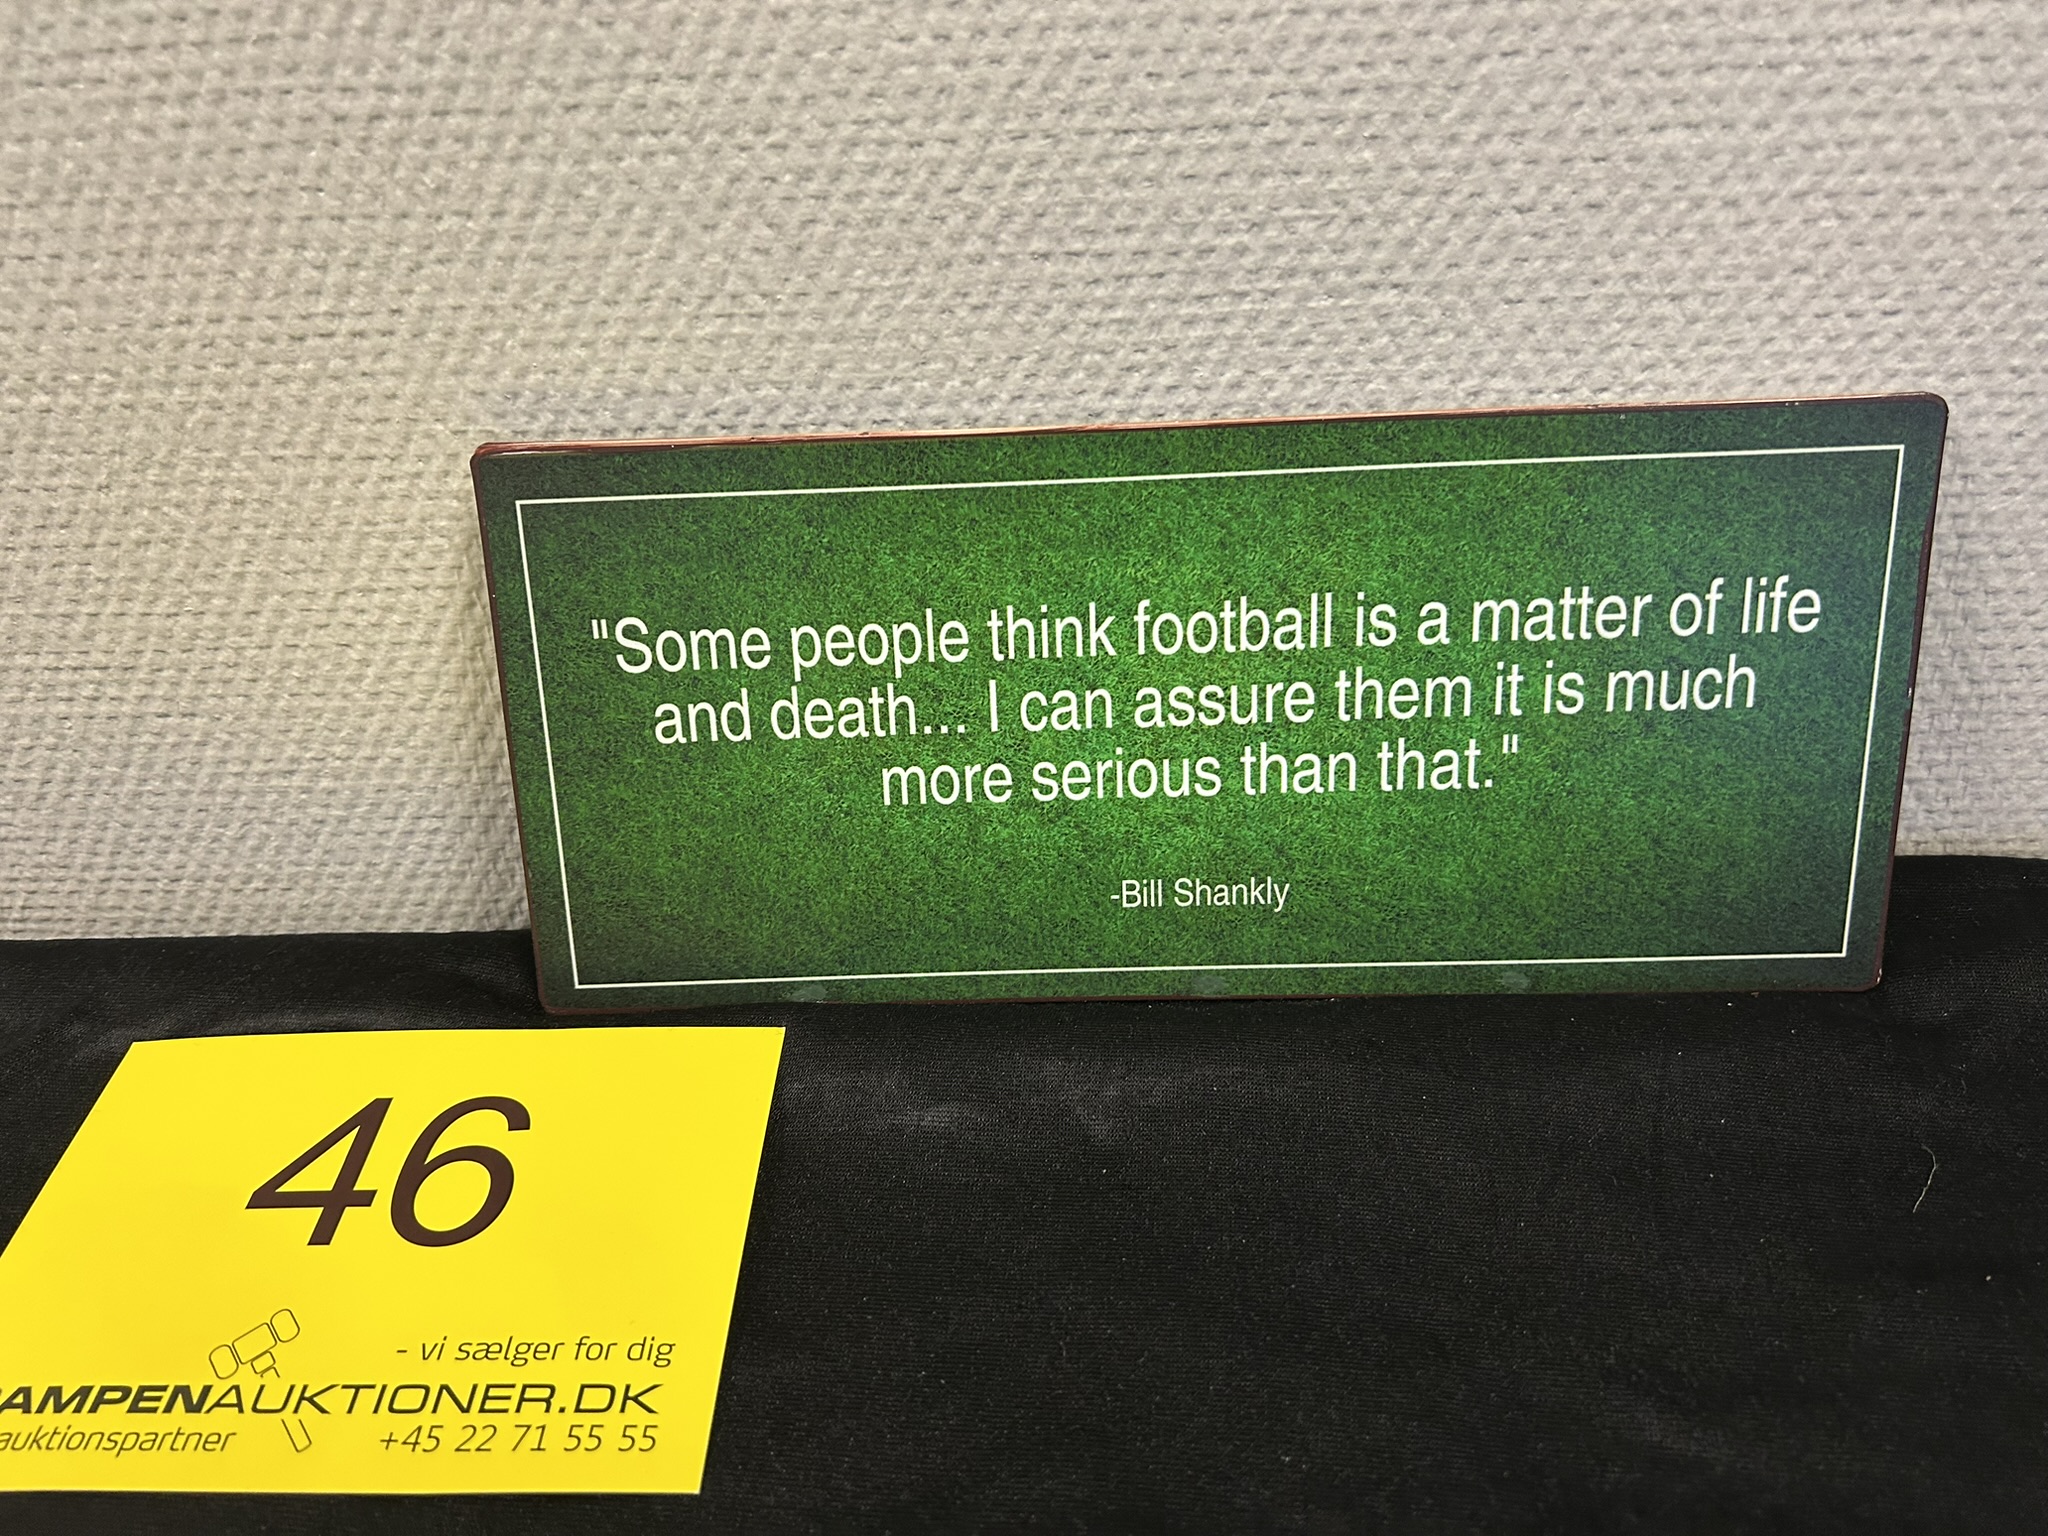 "Some people think football is a matter of life
and death... I can assure them it is much
more serious than that."
-Bill Shankly
46
- vi sælger for dig
AMPENAUKTIONER.DK
auktionspartner
+45 22 71 55 55